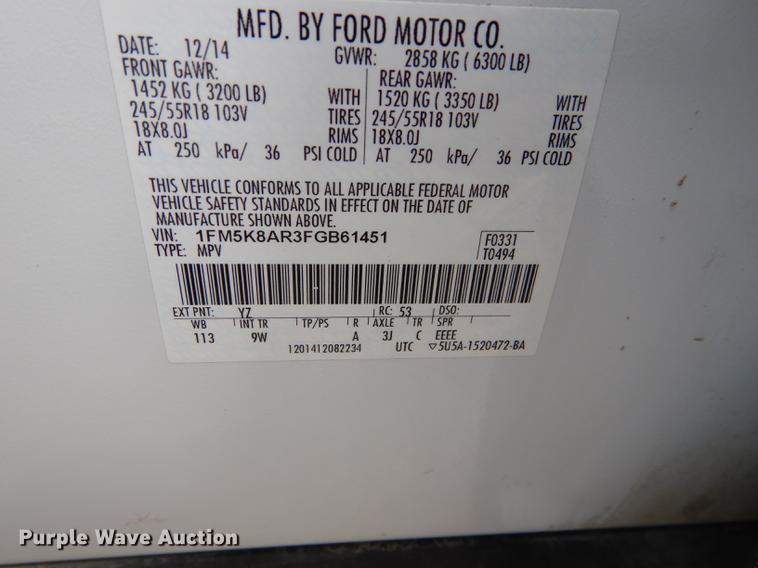 MFD. BY FORD MOTOR CO.
DATE: 12/14 GVWR: 2858 KG ( 6300 LB)
FRONT GAWR: REAR GAWR:
1452 KG ( 3200 LB) WITH 1520 KG ( 3350 LB) WITH
245/55R18 103V TIRES 245/55R18 103V TIRES
18X8.0J RIMS 18X8.0J RIMS
AT 250 kPa/ 36 PSI COLD AT 250 kPa/ 36 PSI COLD
THIS VEHICLE CONFORMS TO ALL APPLICABLE FEDERAL MOTOR
VEHICLE SAFETY STANDARDS IN EFFECT ON THE DATE OF
MANUFACTURE SHOWN ABOVE.
VIN: 1FM5K8AR3FGB61451 F0331
TYPE: MPV T0494
EXT PNT: YZ RC: 53 DSO:
WB INT TR TP/PS R AXLE TR SPR
113 9W A 3J C EEEE
1201412082234 UTC ▽5U5A-1520472-BA
Purple Wave Auction